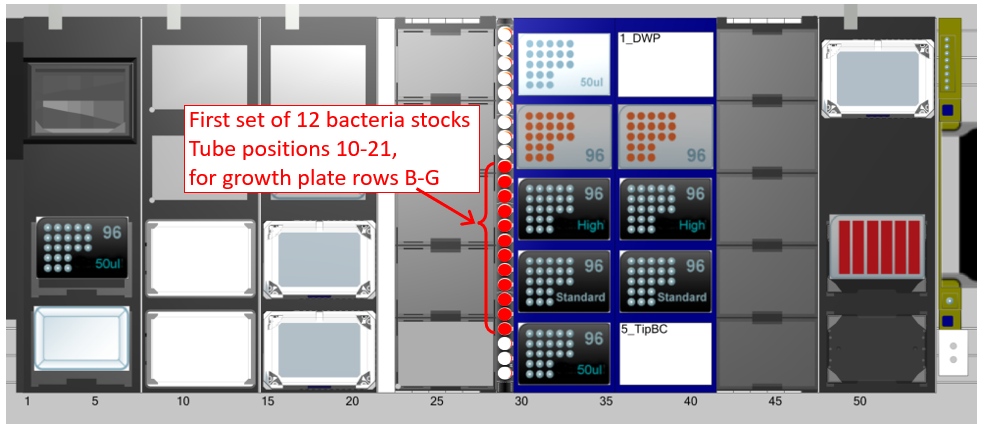 1_DWP
50ul
First set of 12 bacteria stocks
Tube positions 10-21,
for growth plate rows B-G
96
96
High
High
96
50ul
96
Standard
96
Standard
5_TipBC
96
50ul
1
5
10
15
20
25
30
35
40
45
50